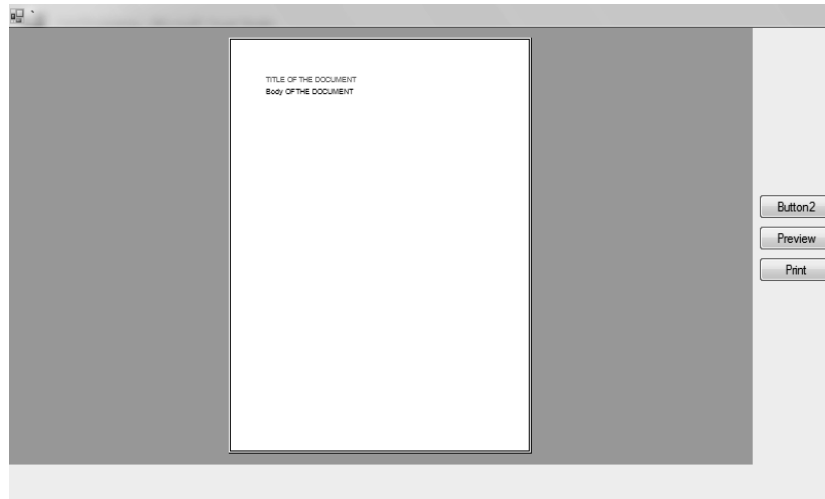 TITLE OF THE DOCUMENT
Body OF THE DOCUMENT
Button2
Preview
Print